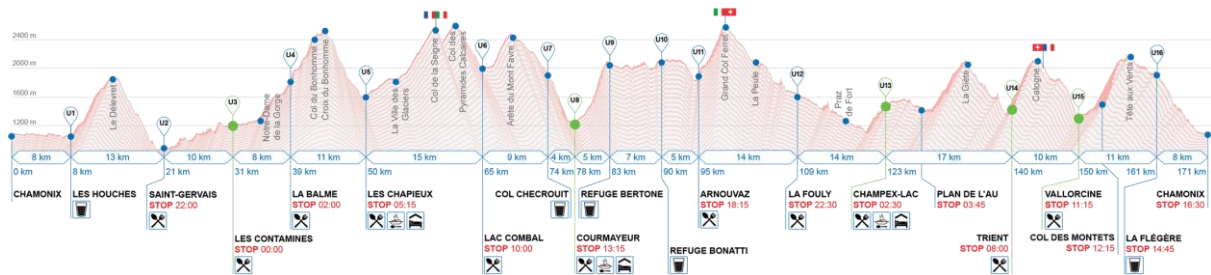 2400 m
2000 m
1600 m
1200 m
U1
U2
U3
U4
U5
U6
U7
U8
U9
U10
U11
U12
U13
U14
U15
U16
Le Délevret
Notre-Dame
de la Gorge
Col du Bonhomme
Croix du Bonhomme
La Ville des
Glaciers
Col de la Seigne
Col des
Pyramides Calcaires
Arête du Mont Favre
Grand Col Ferret
La Peule
Praz
de Fort
La Giète
Catogne
Tête aux Vents
8 km
13 km
10 km
8 km
11 km
15 km
9 km
4 km
5 km
7 km
5 km
14 km
14 km
17 km
10 km
11 km
8 km
0 km
8 km
21 km
31 km
39 km
50 km
65 km
74 km
78 km
83 km
90 km
95 km
109 km
123 km
140 km
150 km
161 km
171 km
CHAMONIX
LES HOUCHES
SAINT-GERVAIS
STOP 22:00
LES CONTAMINES
STOP 00:00
LA BALME
STOP 02:00
LES CHAPIEUX
STOP 05:15
LAC COMBAL
STOP 10:00
COL CHECROUIT
COURMAYEUR
STOP 13:15
REFUGE BERTONE
REFUGE BONATTI
ARNOUVAZ
STOP 18:15
LA FOULY
STOP 22:30
CHAMPEX-LAC
STOP 02:30
PLAN DE L'AU
STOP 03:45
TRIENT
STOP 08:00
VALLORCINE
STOP 11:15
COL DES MONTETS
STOP 12:15
LA FLÉGÈRE
STOP 14:45
CHAMONIX
STOP 16:30